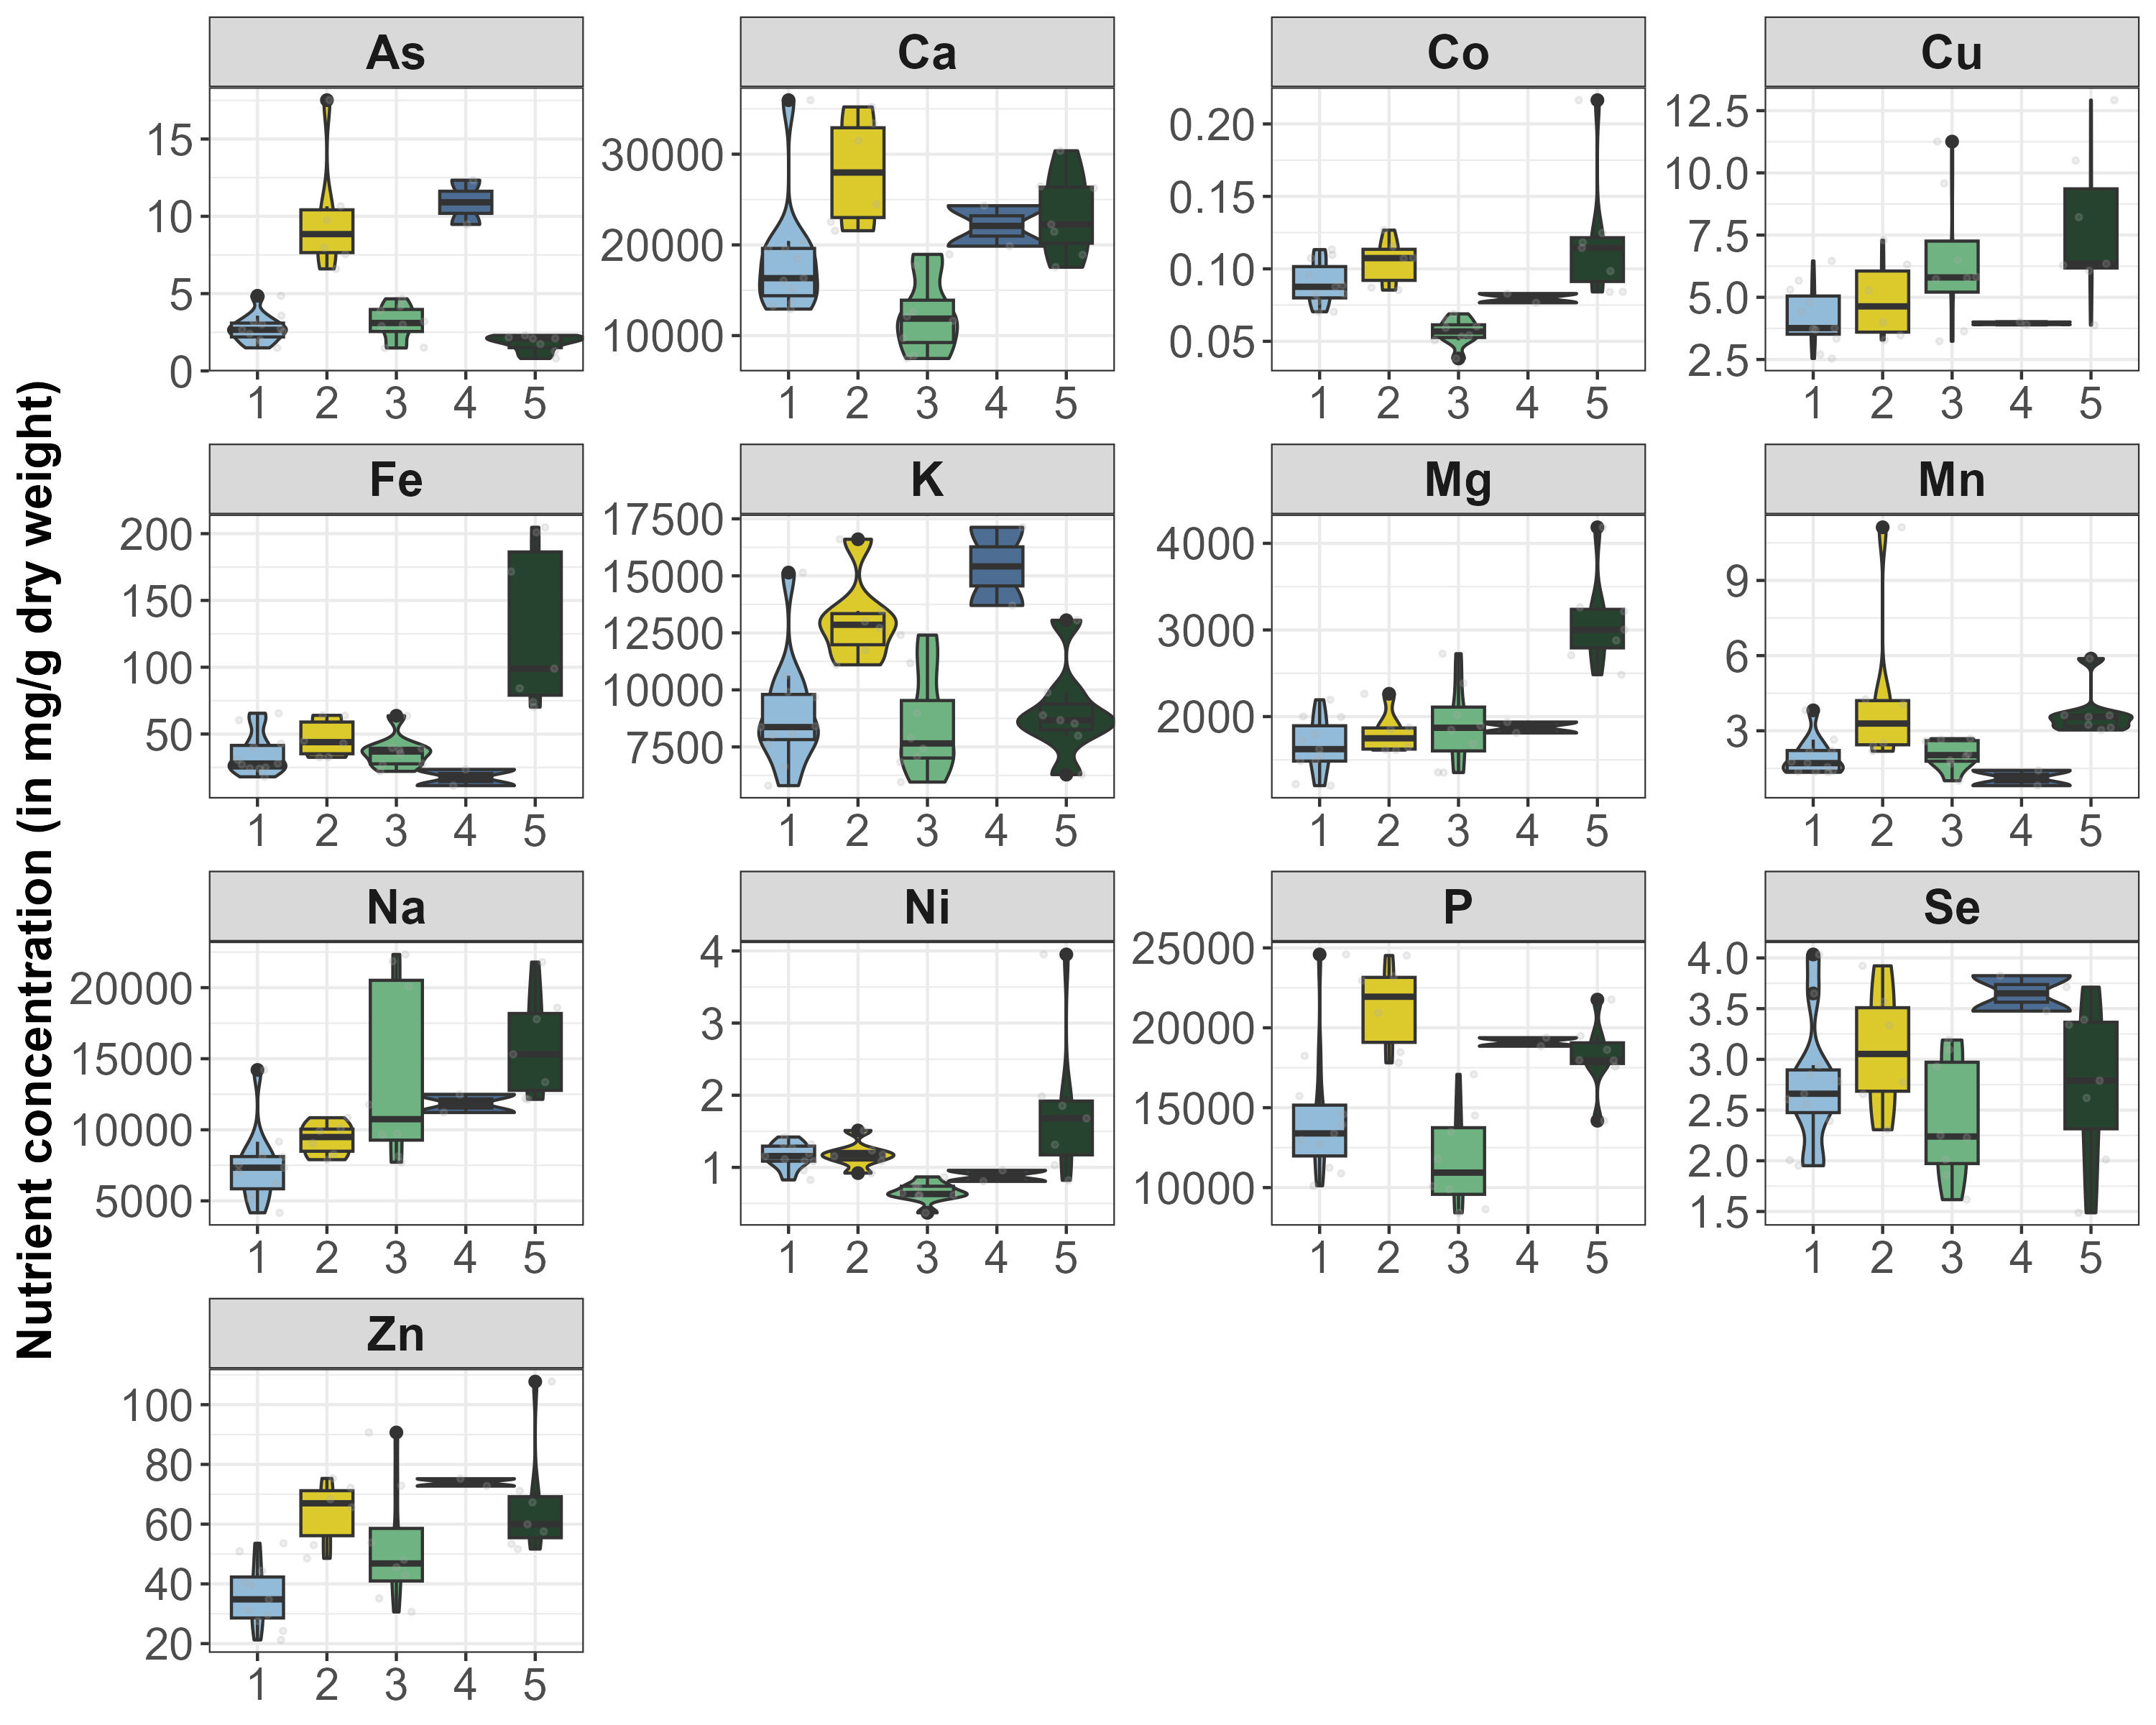 Nutrient concentration (in mg/g dry weight)
As Ca Co Cu
15 10 5 0
30000 20000 10000
0.20 0.15 0.10 0.05
12.5 10.0 7.5 5.0 2.5
1 2 3 4 5 1 2 3 4 5 1 2 3 4 5 1 2 3 4 5
Fe K Mg Mn
200 150 100 50
17500 15000 12500 10000 7500
4000 3000 2000
9 6 3
1 2 3 4 5 1 2 3 4 5 1 2 3 4 5 1 2 3 4 5
Na Ni P Se
20000 15000 10000 5000
4 3 2 1
25000 20000 15000 10000
4.0 3.5 3.0 2.5 2.0 1.5
1 2 3 4 5 1 2 3 4 5 1 2 3 4 5 1 2 3 4 5
Zn
100 80 60 40 20
1 2 3 4 5